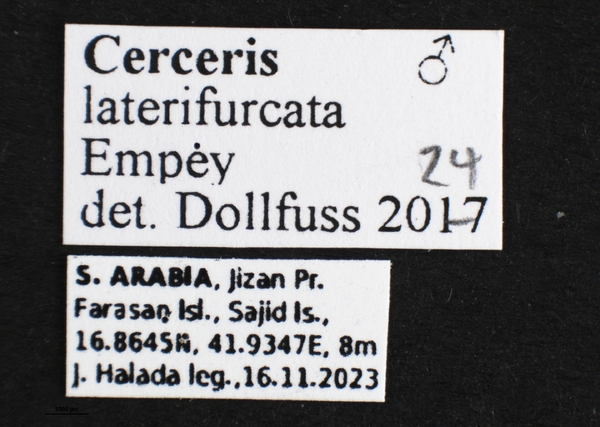 Cerceris ♂
laterifurcata
Empey 24
det. Dollfuss 2017
S. ARABIA, Jizan Pr.
Farasan Isl., Sajid Is.,
16.8645N, 41.9347E, 8m
J. Halada leg.,16.11.2023